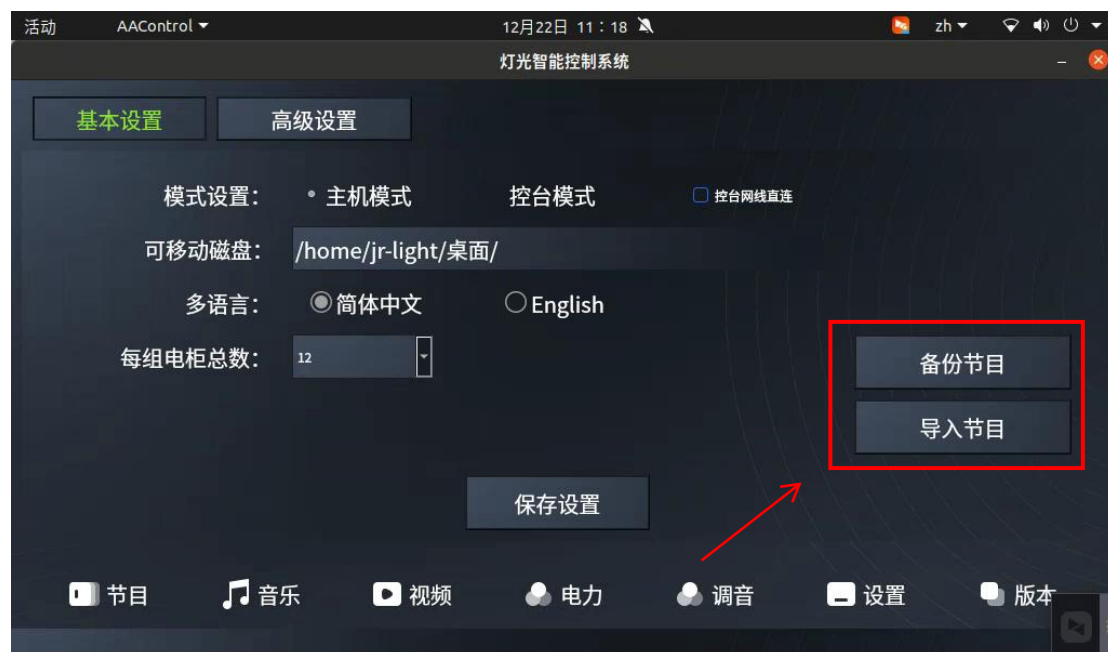 活动 AAControl 12月22日 11：18 zh
灯光智能控制系统
基本设置 高级设置
模式设置： 主机模式 控台模式 控台网线直连
可移动磁盘： /home/jr-light/桌面/
多语言： 简体中文 English
每组电柜总数： 12
备份节目
导入节目
保存设置
节目 音乐 视频 电力 调音 设置 版本